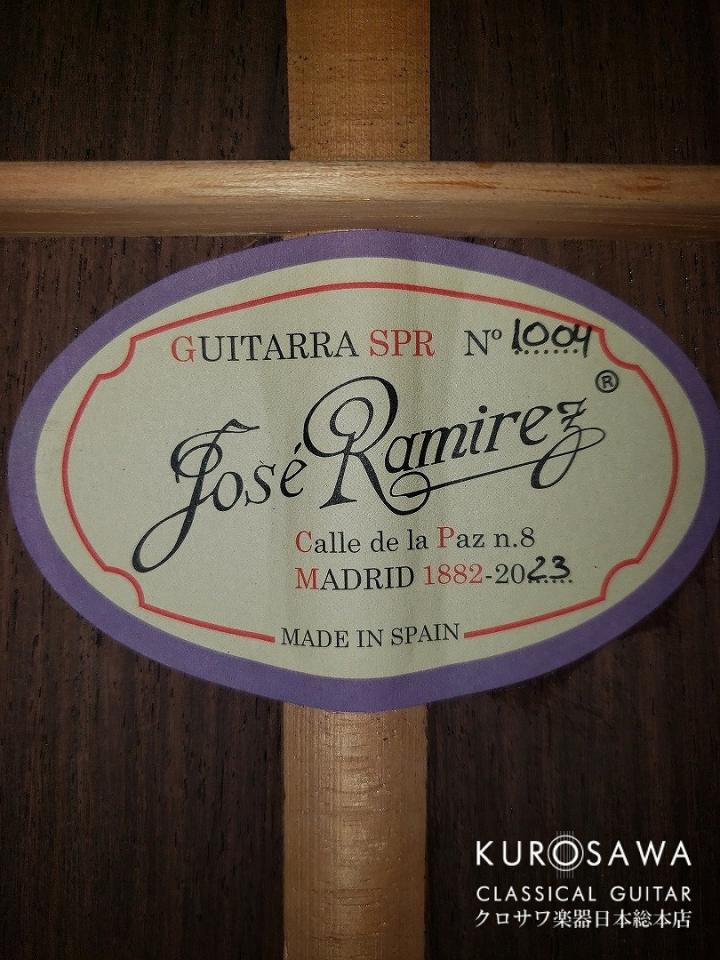 GUITARRA SPR Nº 1004
José Ramirez ®
Calle de la Paz n.8
MADRID 1882-2023
MADE IN SPAIN
KUROSAWA
CLASSICAL GUITAR
クロサワ楽器日本総本店